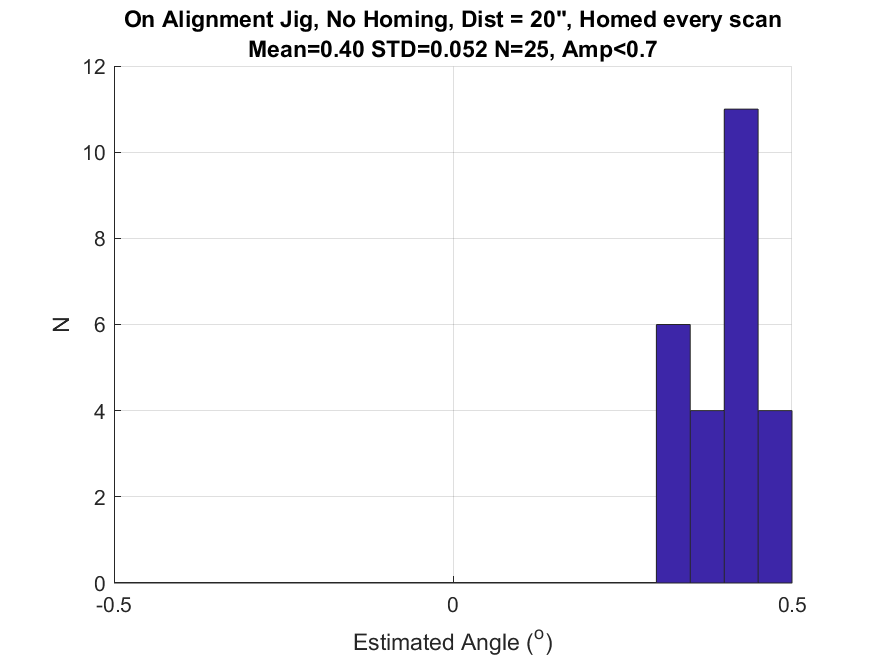 On Alignment Jig, No Homing, Dist = 20", Homed every scan
Mean=0.40 STD=0.052 N=25, Amp<0.7
12
10
8
6
4
2
0
N
-0.5 0 0.5
Estimated Angle (°)